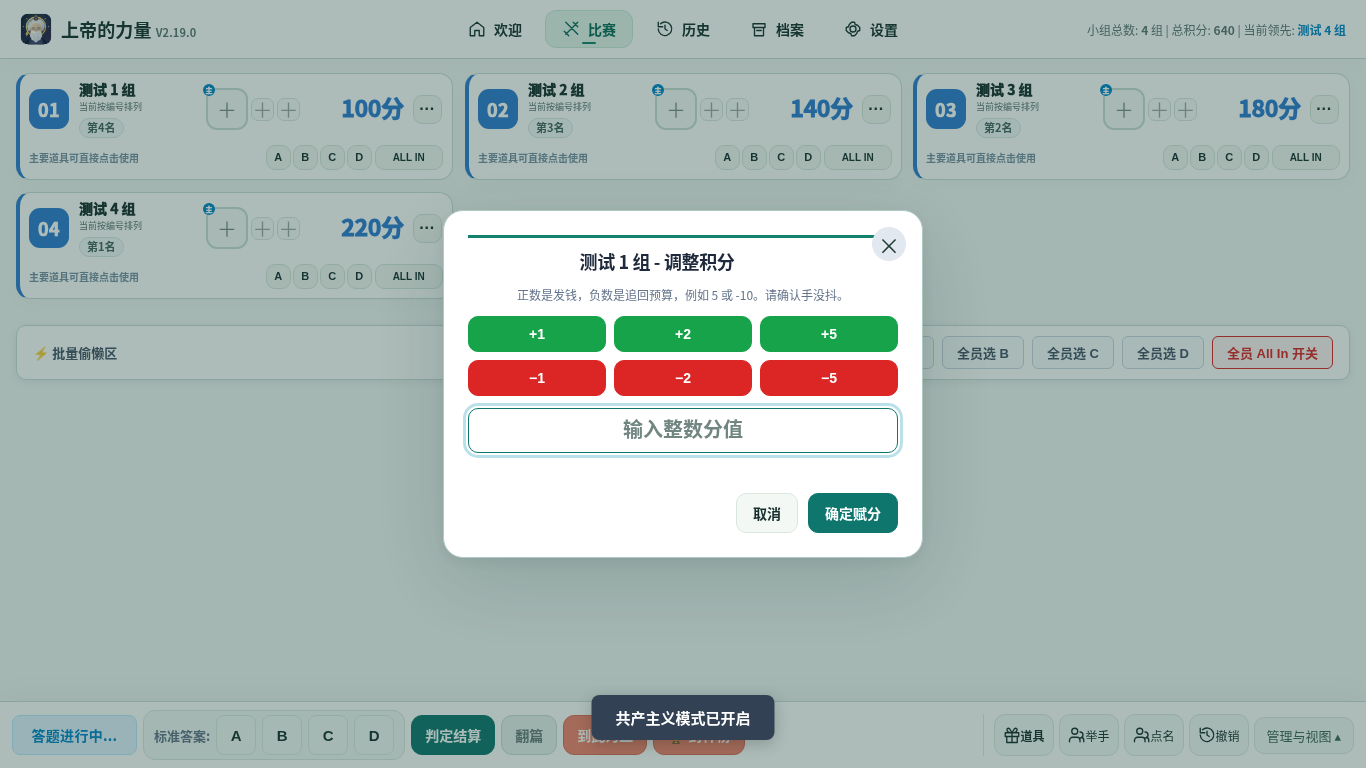 上帝的力量 V2.19.0
欢迎
比赛
历史
档案
设置
小组总数: 4 组 | 总积分: 640 | 当前领先: 测试 4 组
01
测试 1 组
当前按编号排列
第4名
主
100分
主要道具可直接点击使用
A B C D ALL IN
02
测试 2 组
当前按编号排列
第3名
主
140分
主要道具可直接点击使用
A B C D ALL IN
03
测试 3 组
当前按编号排列
第2名
主
180分
主要道具可直接点击使用
A B C D ALL IN
04
测试 4 组
当前按编号排列
第1名
主
220分
主要道具可直接点击使用
A B C D ALL IN
测试 1 组 - 调整积分
正数是发钱，负数是追回预算，例如 5 或 -10。请确认手没抖。
+1 +2 +5
−1 −2 −5
输入整数分值
取消
确定赋分
⚡ 批量偷懒区
全员选 B
全员选 C
全员选 D
全员 All In 开关
共产主义模式已开启
答题进行中...
标准答案:
A B C D
判定结算
翻篇
道具
举手
点名
撤销
管理与视图 ▴